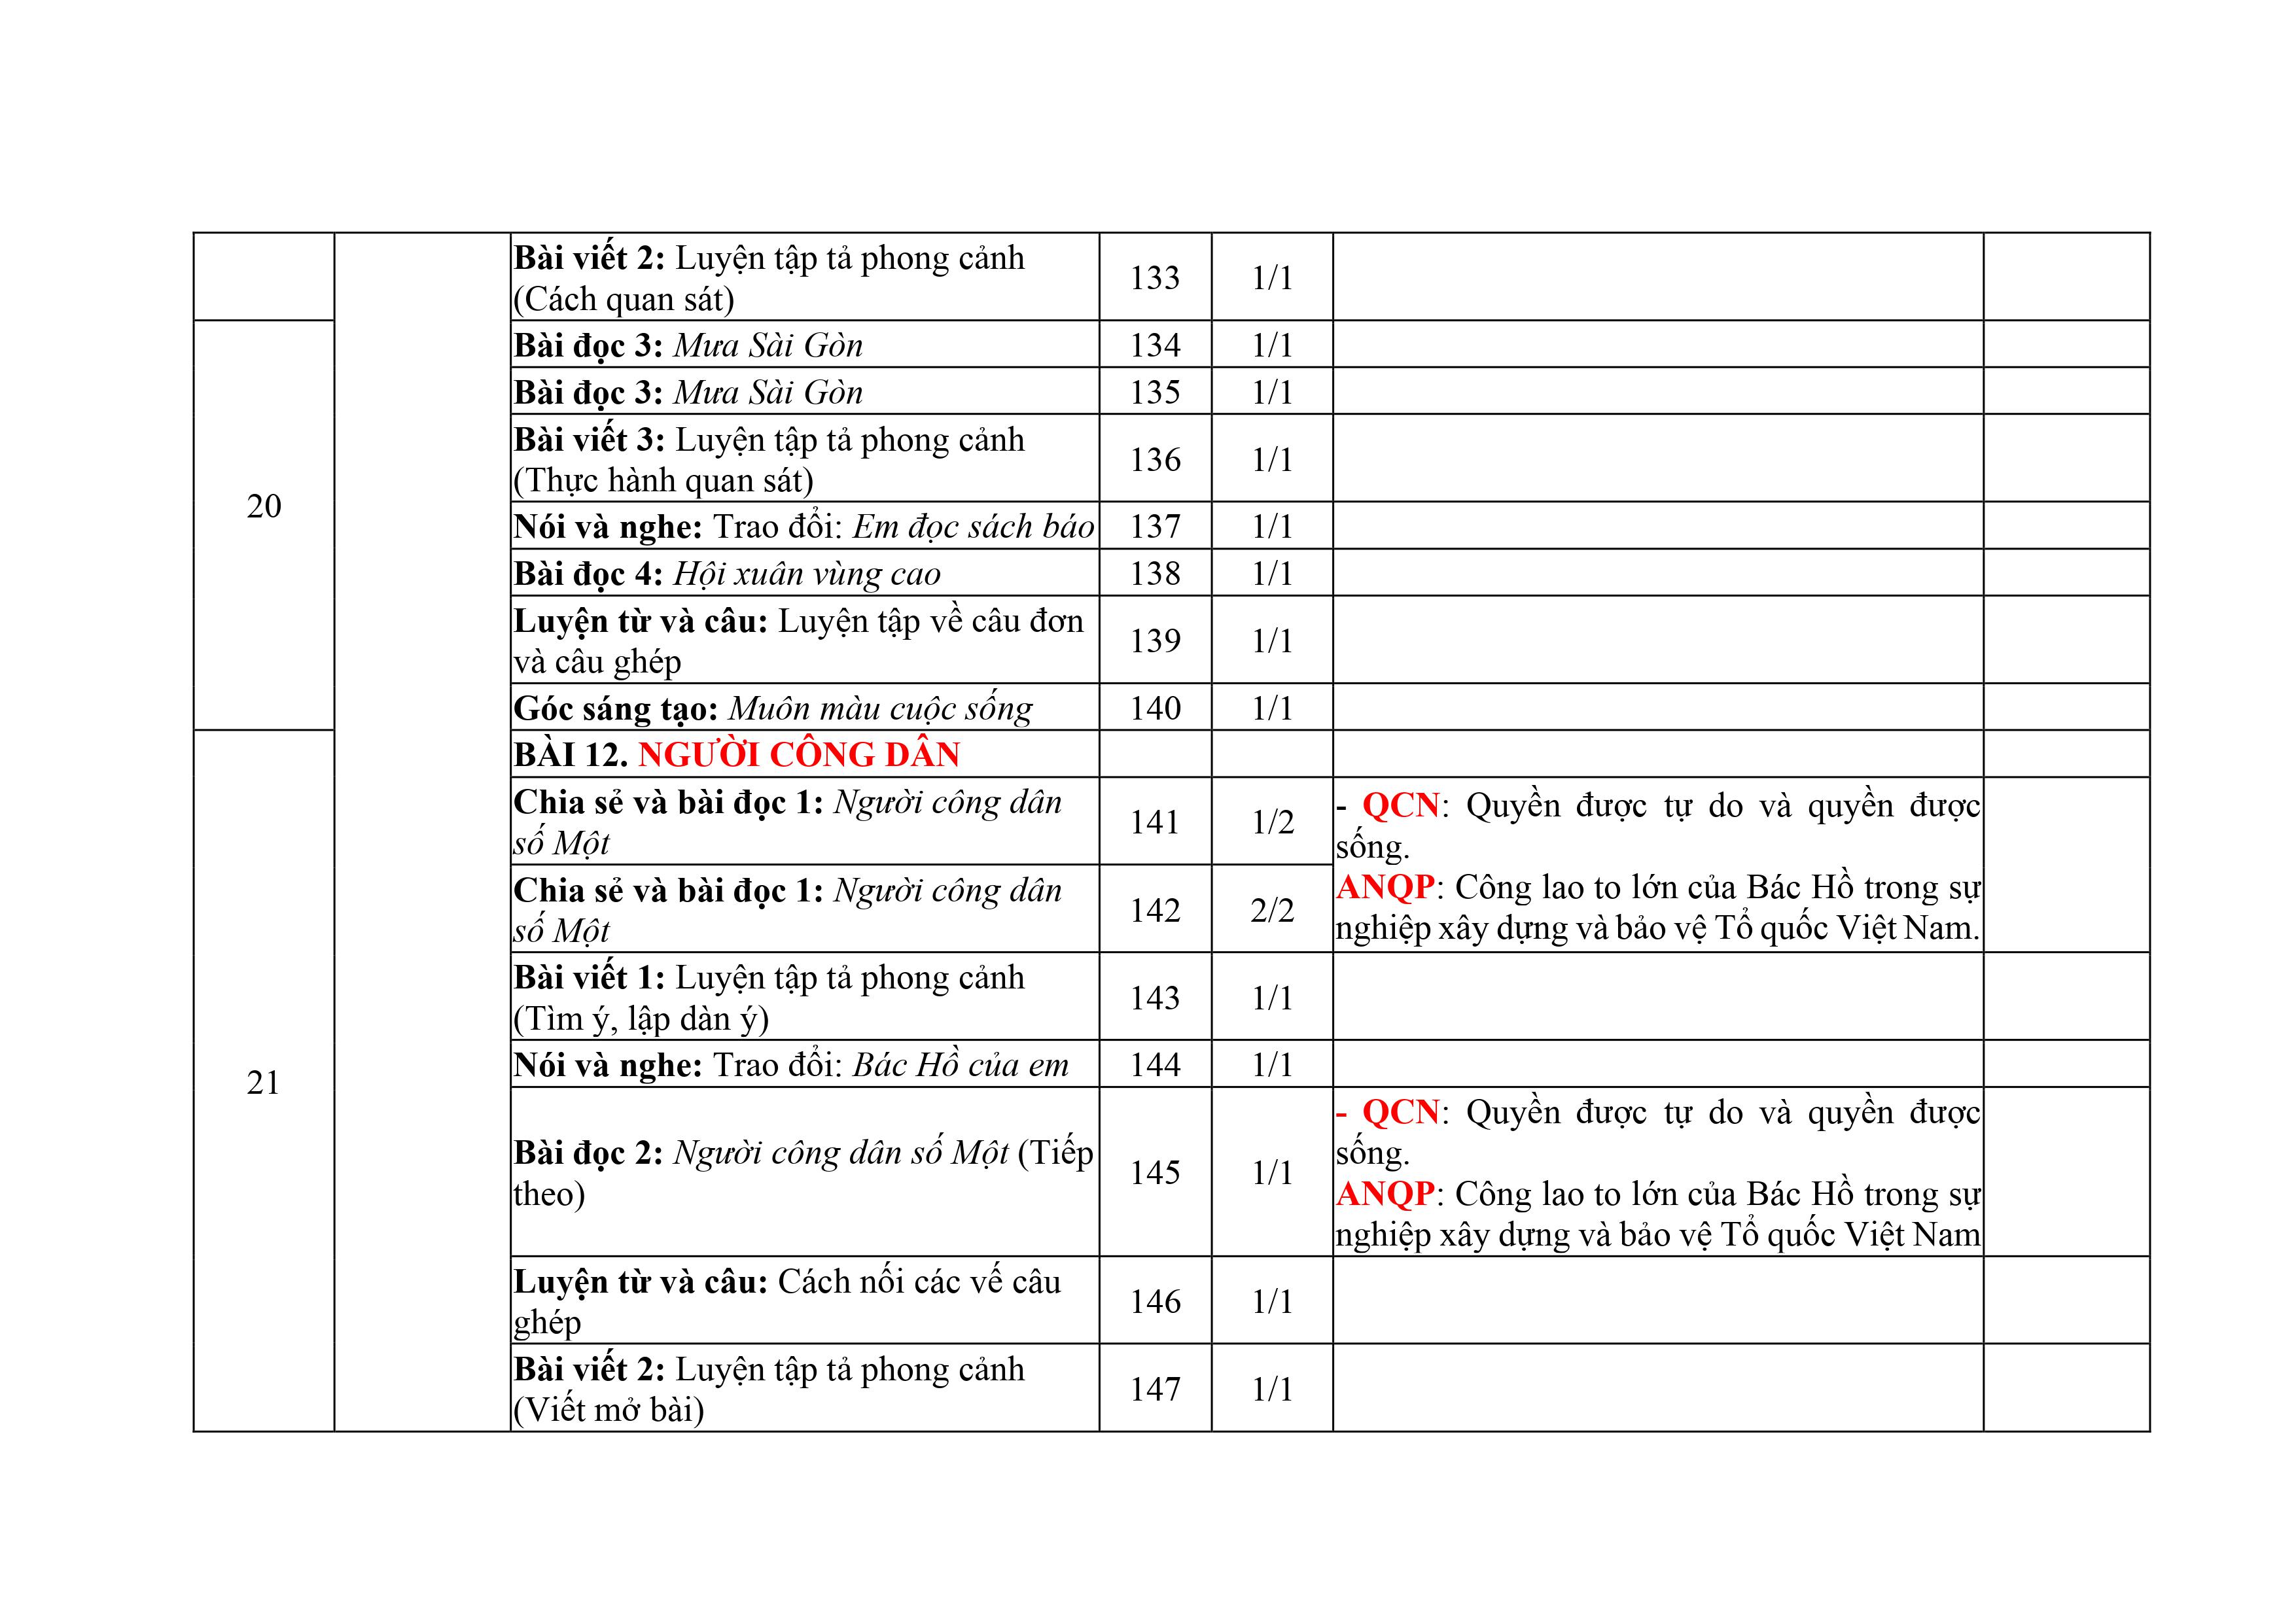 Bài viết 2: Luyện tập tả phong cảnh
(Cách quan sát)
133
1/1
20
Bài đọc 3: Mưa Sài Gòn
134
1/1
Bài đọc 3: Mưa Sài Gòn
135
1/1
Bài viết 3: Luyện tập tả phong cảnh
(Thực hành quan sát)
136
1/1
Nói và nghe: Trao đổi: Em đọc sách báo
137
1/1
Bài đọc 4: Hội xuân vùng cao
138
1/1
Luyện từ và câu: Luyện tập về câu đơn
và câu ghép
139
1/1
Góc sáng tạo: Muôn màu cuộc sống
140
1/1
21
BÀI 12. NGƯỜI CÔNG DÂN
Chia sẻ và bài đọc 1: Người công dân
số Một
141
1/2
- QCN: Quyền được tự do và quyền được
sống.
ANQP: Công lao to lớn của Bác Hồ trong sự
nghiệp xây dựng và bảo vệ Tổ quốc Việt Nam.
Chia sẻ và bài đọc 1: Người công dân
số Một
142
2/2
Bài viết 1: Luyện tập tả phong cảnh
(Tìm ý, lập dàn ý)
143
1/1
Nói và nghe: Trao đổi: Bác Hồ của em
144
1/1
Bài đọc 2: Người công dân số Một (Tiếp
theo)
145
1/1
- QCN: Quyền được tự do và quyền được
sống.
ANQP: Công lao to lớn của Bác Hồ trong sự
nghiệp xây dựng và bảo vệ Tổ quốc Việt Nam
Luyện từ và câu: Cách nối các vế câu
ghép
146
1/1
Bài viết 2: Luyện tập tả phong cảnh
(Viết mở bài)
147
1/1